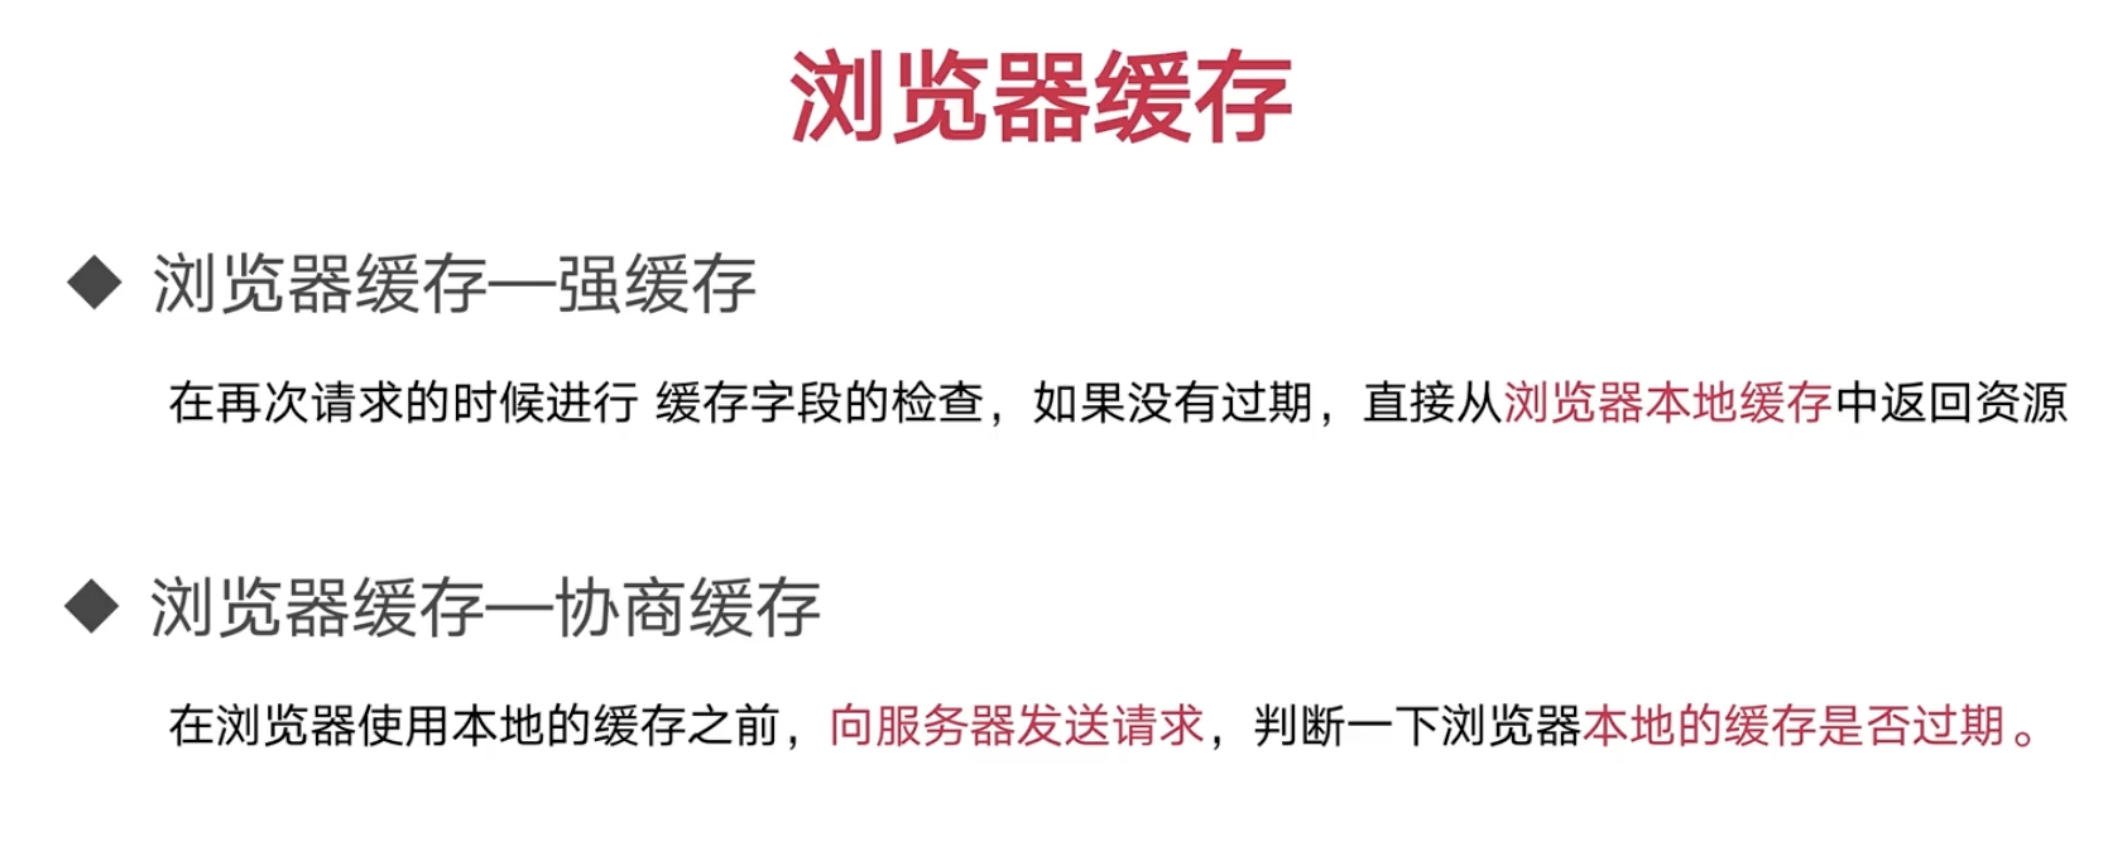 浏览器缓存
◆ 浏览器缓存—强缓存
在再次请求的时候进行 缓存字段的检查，如果没有过期，直接从浏览器本地缓存中返回资源
◆ 浏览器缓存—协商缓存
在浏览器使用本地的缓存之前，向服务器发送请求，判断一下浏览器本地的缓存是否过期。